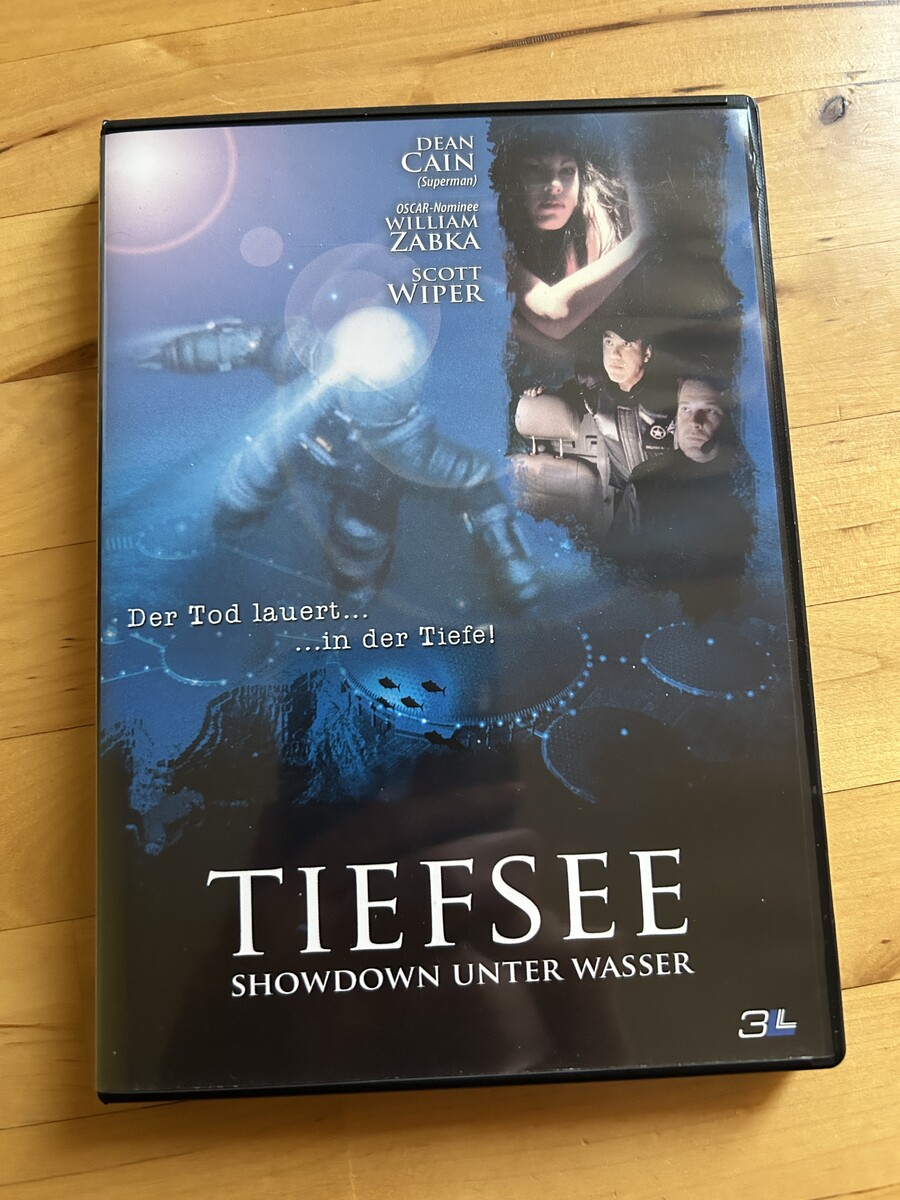 DEAN
CAIN
(Superman)
OSCAR-Nominee
WILLIAM
ZABKA
SCOTT
WIPER
Der Tod lauert...
...in der Tiefe!
TIEFSEE
SHOWDOWN UNTER WASSER
3L